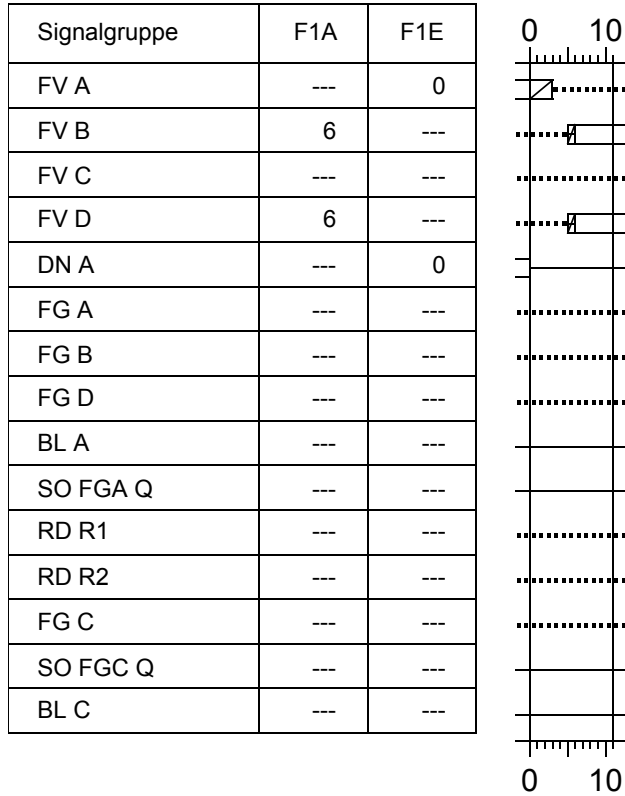 Signalgruppe F1A F1E 0 10
FV A --- 0
FV B 6 ---
FV C --- ---
FV D 6 ---
DN A --- 0
FG A --- ---
FG B --- ---
FG D --- ---
BL A --- ---
SO FGA Q --- ---
RD R1 --- ---
RD R2 --- ---
FG C --- ---
SO FGC Q --- ---
BL C --- ---
0 10